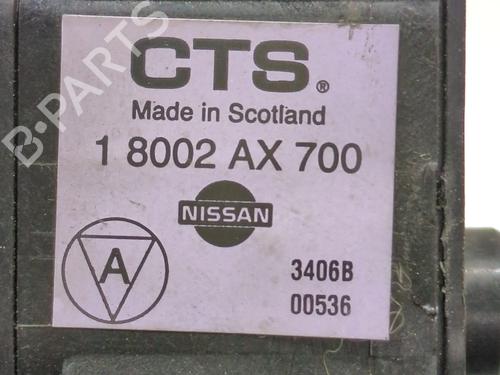 CTS®
Made in Scotland
1 8002 AX 700
NISSAN
A
3406B
00536
B-PARTS